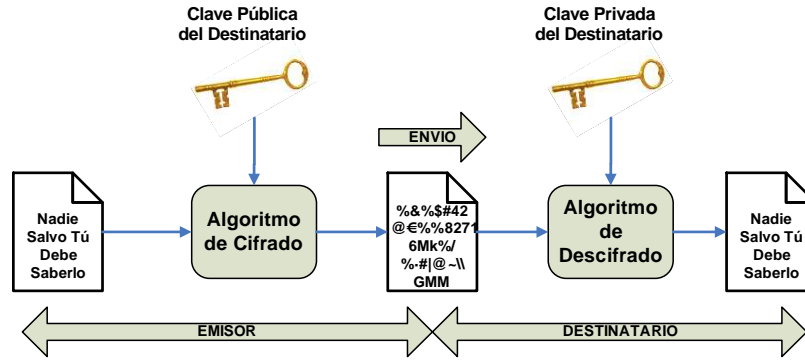 Clave Pública
del Destinatario
Clave Privada
del Destinatario
ENVIO
Nadie
Salvo Tú
Debe
Saberlo
Algoritmo
de Cifrado
%&%$#42
@€%%8271
6Mk%/
%·#|@~\\
GMM
Algoritmo
de
Descifrado
Nadie
Salvo Tú
Debe
Saberlo
EMISOR
DESTINATARIO